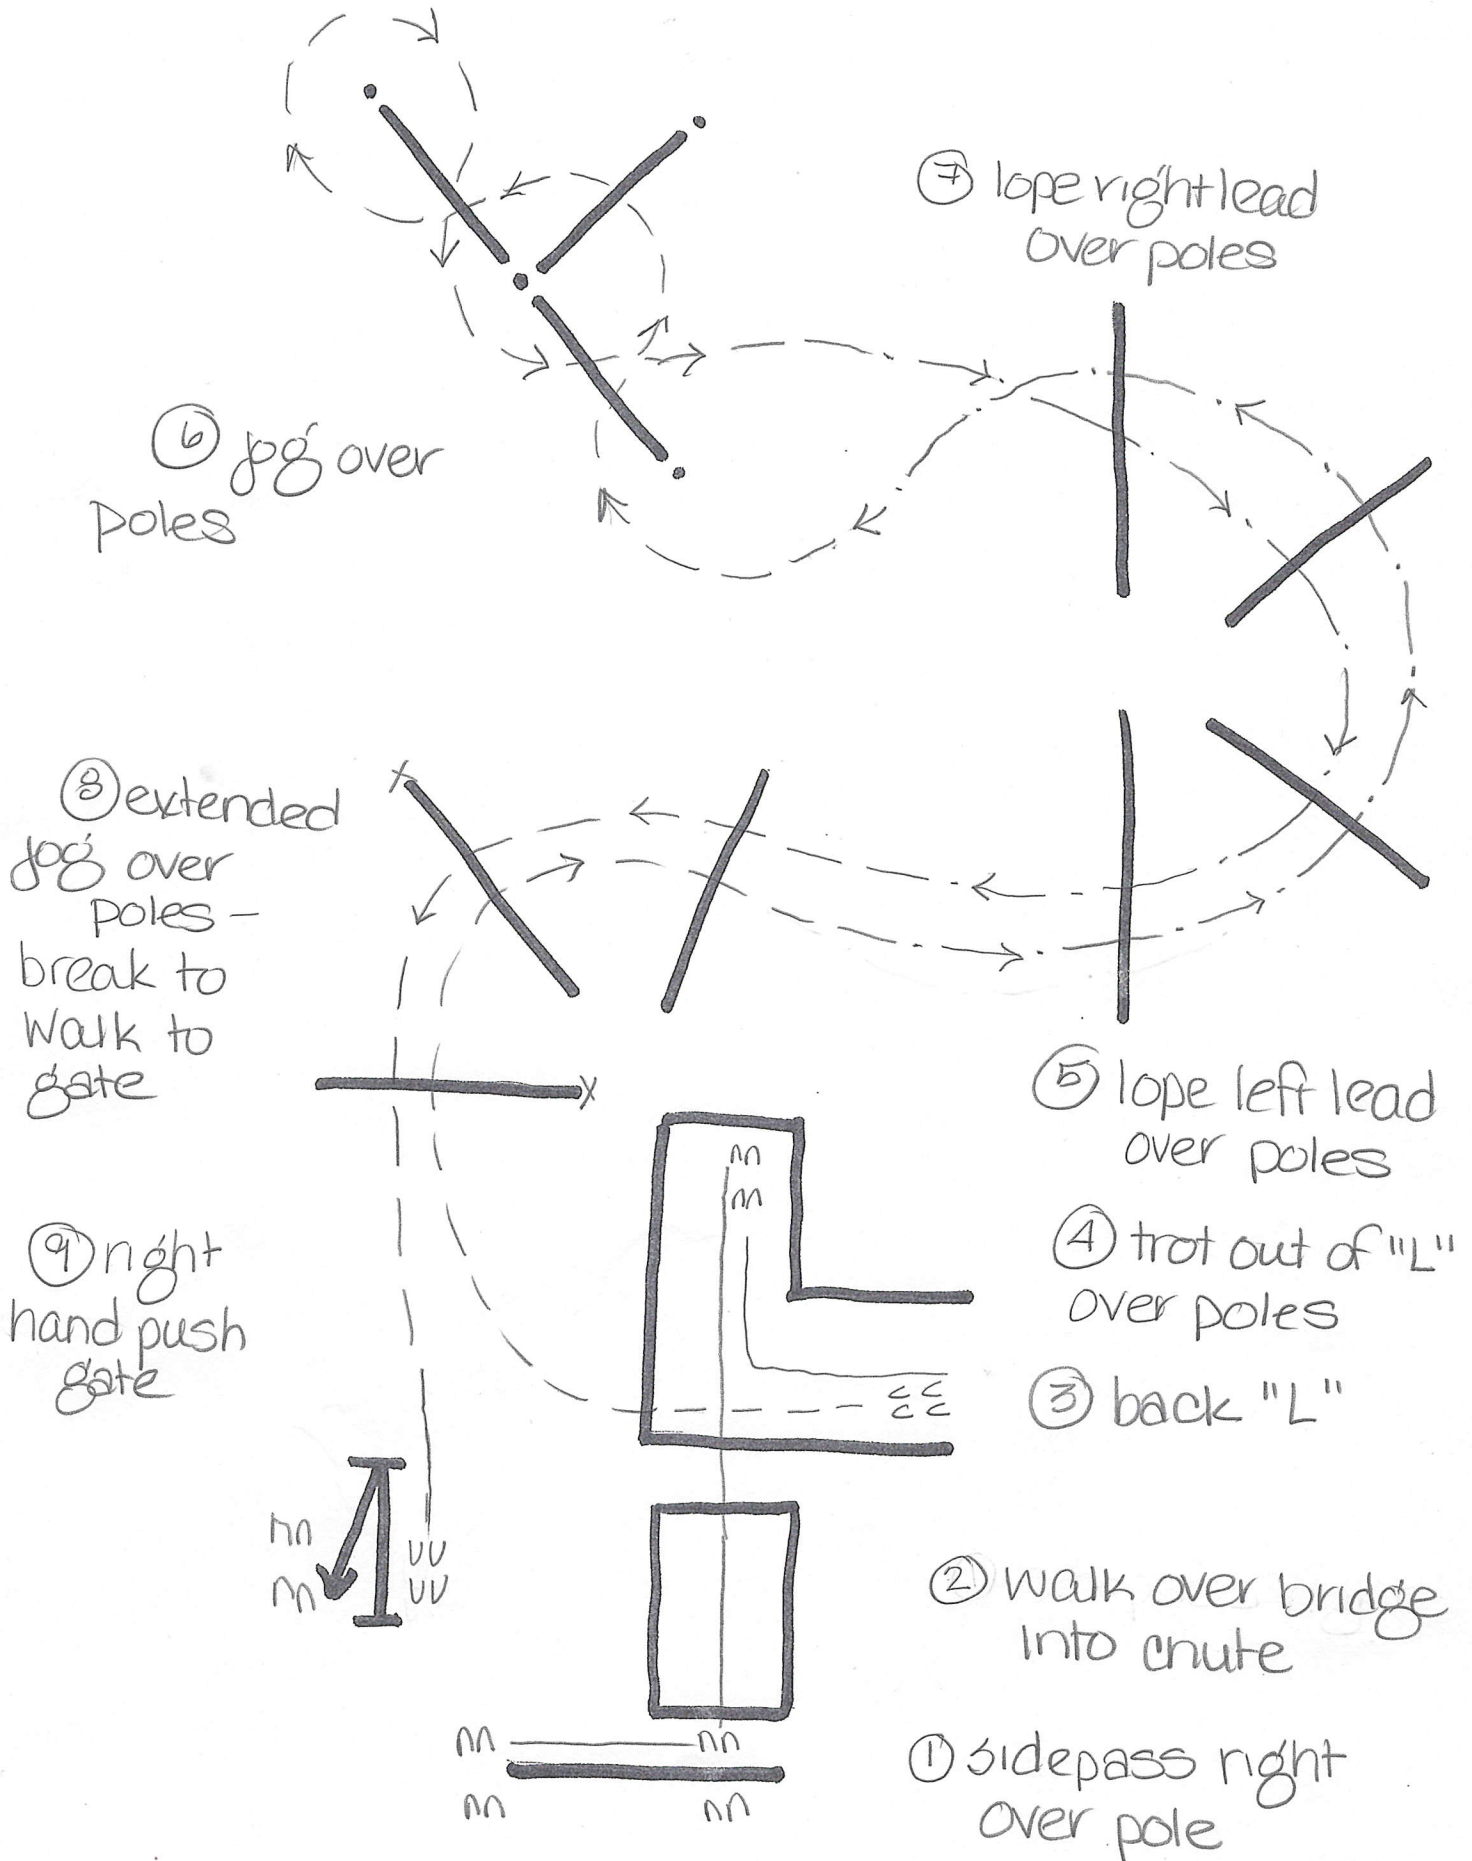 ⑦ lope right lead
over poles
⑥ jog over
poles
⑧ extended
jog over
poles -
break to
walk to
gate
⑤ lope left lead
over poles
④ trot out of "L"
over poles
③ back "L"
⑨ right
hand push
gate
② walk over bridge
into chute
① sidepass right
over pole